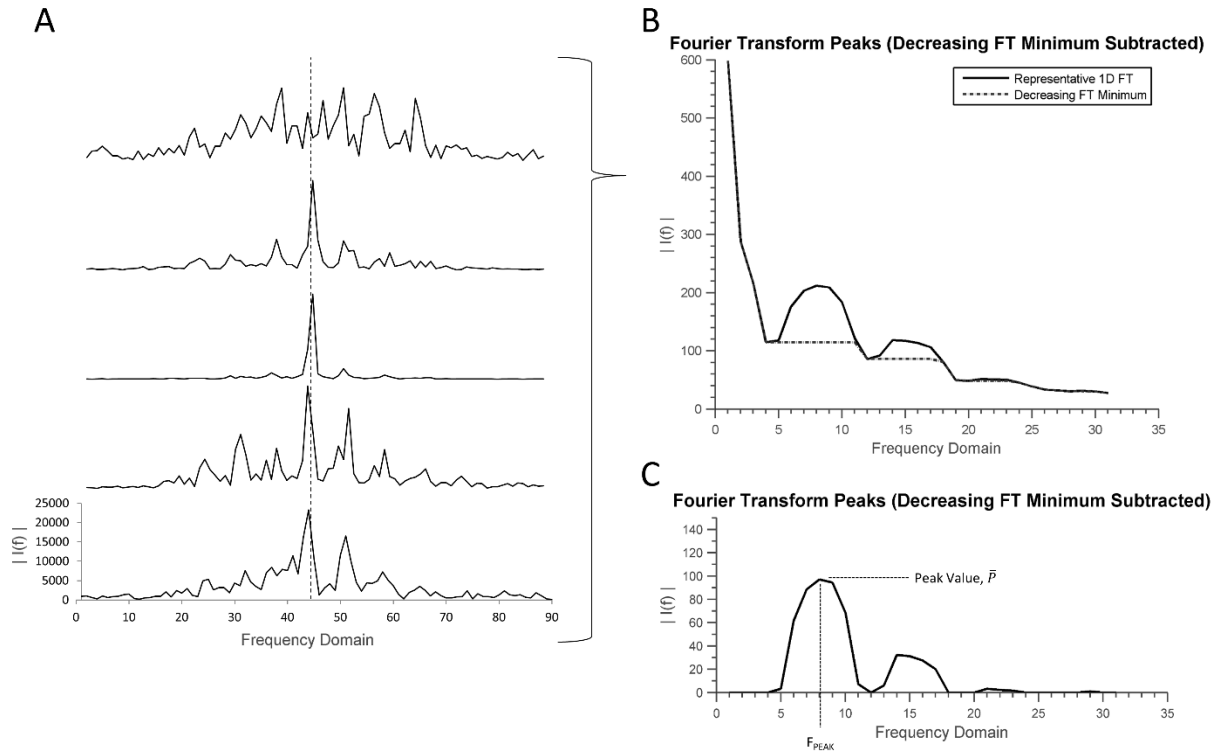 A
25000
20000
15000
10000
5000
0
| I(f) |
0 10 20 30 40 50 60 70 80 90
Frequency Domain
B
Fourier Transform Peaks (Decreasing FT Minimum Subtracted)
Representative 1D FT
Decreasing FT Minimum
600
500
400
300
200
100
0
| I(f) |
0 5 10 15 20 25 30 35
Frequency Domain
C
Fourier Transform Peaks (Decreasing FT Minimum Subtracted)
140
120
100
80
60
40
20
0
| I(f) |
Peak Value, P̄
0 5 10 15 20 25 30 35
Frequency Domain
FPEAK